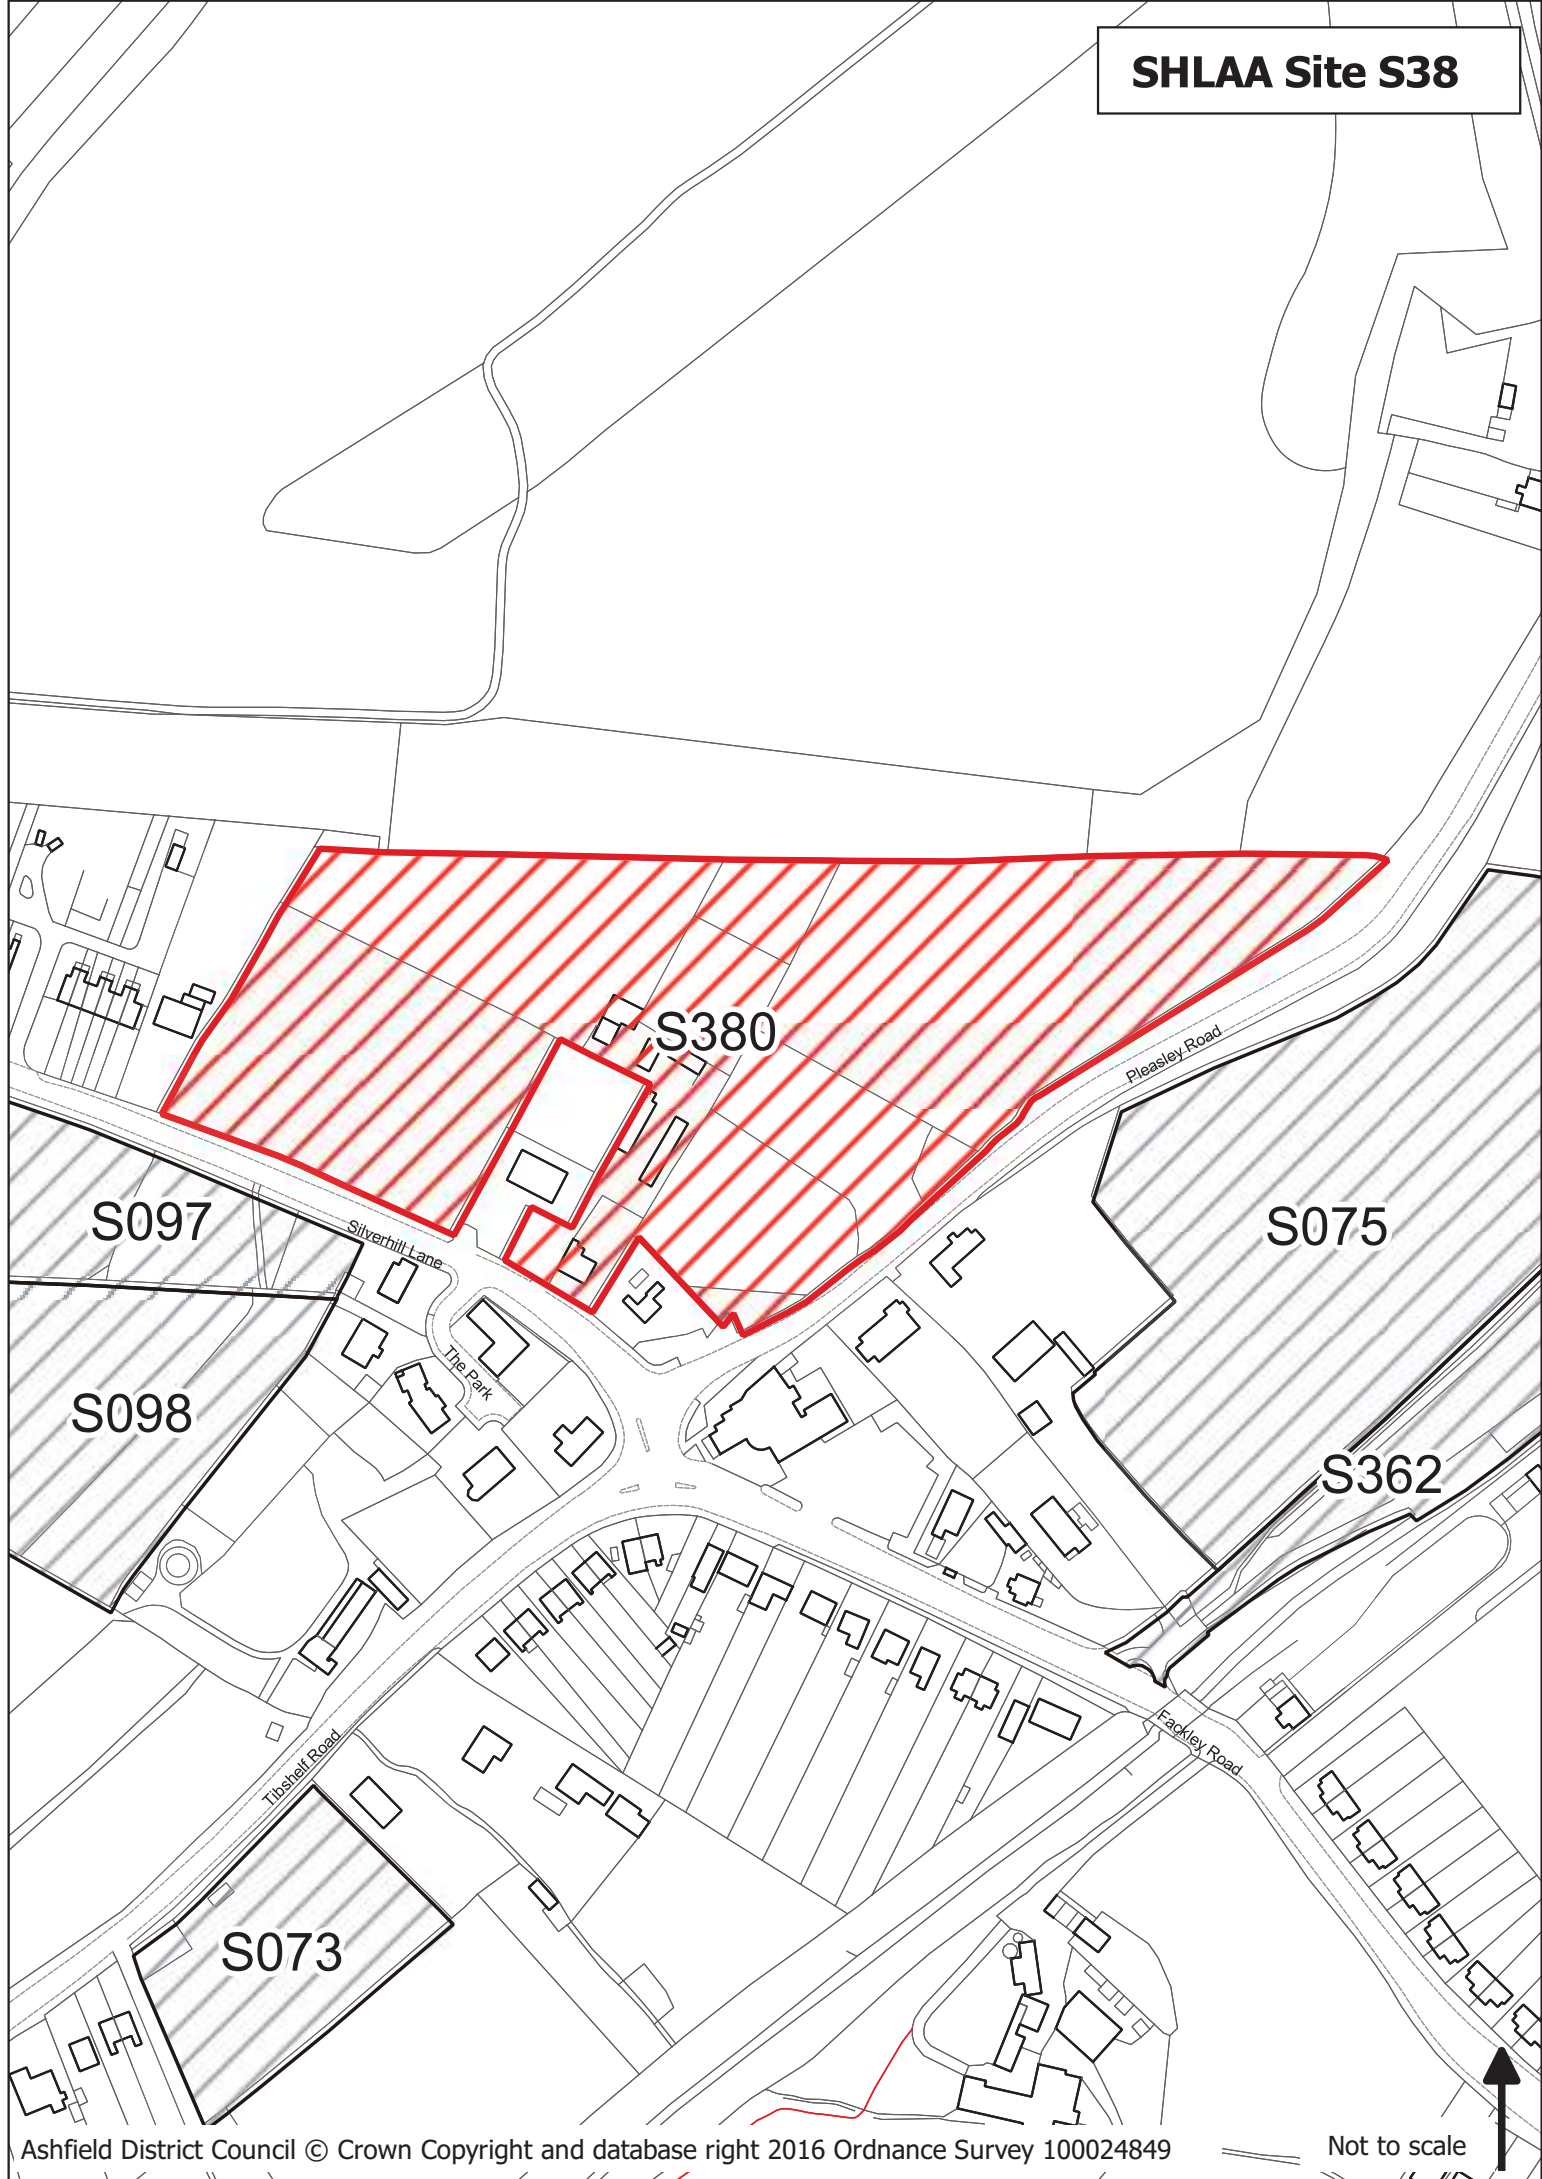 SHLAA Site S38
S380
Pleasley Road
S097
Silverhill Lane
S075
The Park
S098
S362
Fackley Road
Tibshelf Road
S073
Ashfield District Council © Crown Copyright and database right 2016 Ordnance Survey 100024849
Not to scale